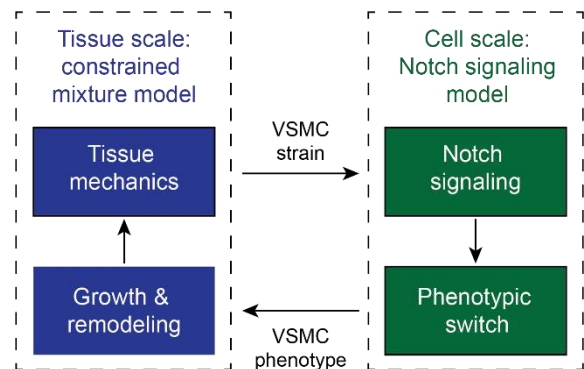 Tissue scale:
constrained
mixture model
Tissue
mechanics
Growth &
remodeling
VSMC
strain
VSMC
phenotype
Cell scale:
Notch signaling
model
Notch
signaling
Phenotypic
switch